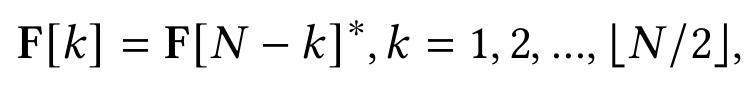 F[k] = F[N − k]*, k = 1, 2, ..., ⌊N/2⌋,